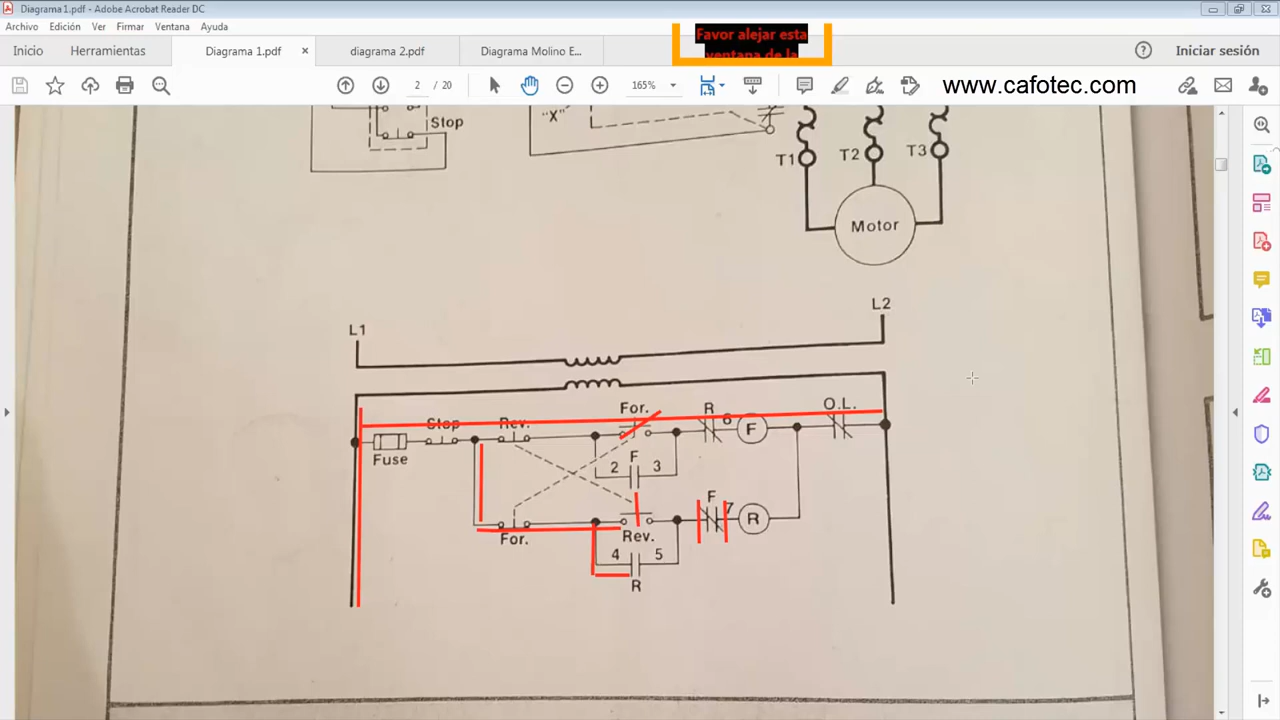 Diagrama 1.pdf - Adobe Acrobat Reader DC
Archivo Edición Ver Firmar Ventana Ayuda
Inicio Herramientas Diagrama 1.pdf × diagrama 2.pdf Diagrama Molino E...
Favor alejar esta
ventana de la
Iniciar sesión
2 / 20 165% www.cafotec.com
Stop
"X"
T1 T2 T3
Motor
L1 L2
Stop Rev. For. R 6 F O.L.
Fuse
2 F 3
For. Rev. F 7 R
4 5
R